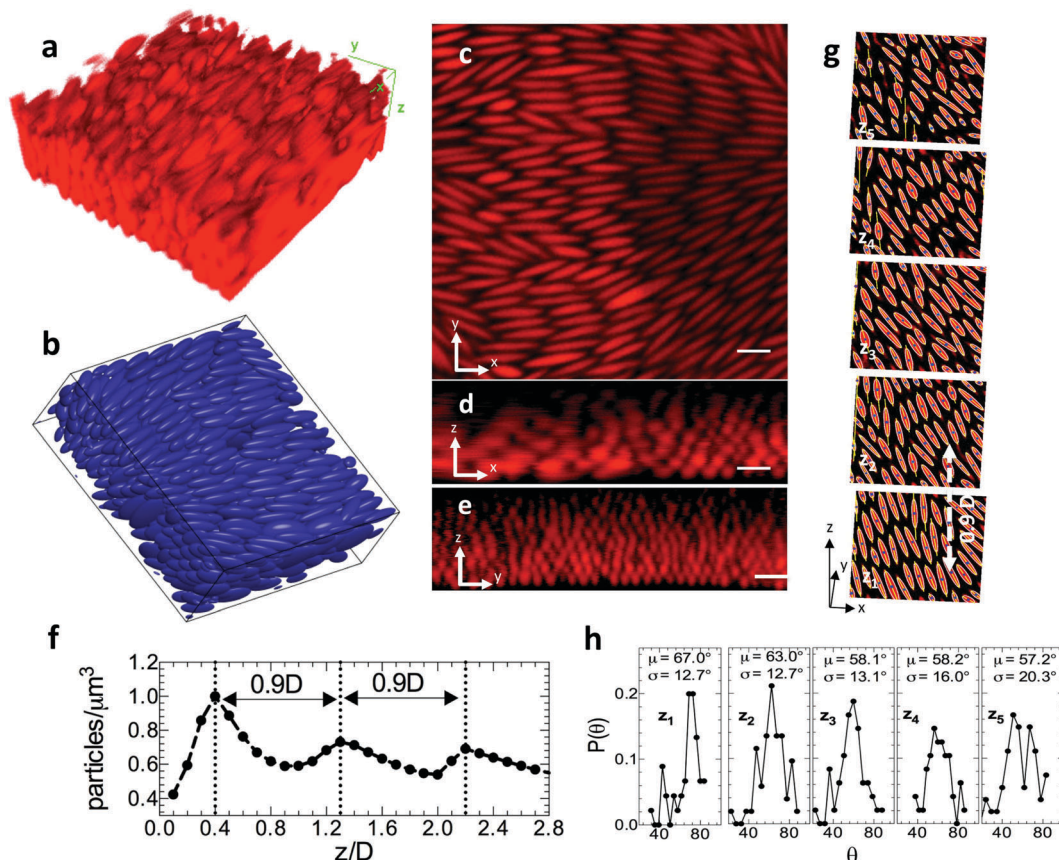 a
y
x
z
b
c
y
x
d
z
x
e
z
y
f
particles/μm³
1.2
1.0
0.8
0.6
0.4
0.9D
0.9D
0.0
0.4
0.8
1.2
1.6
2.0
2.4
2.8
z/D
g
z5
z4
z3
z2
z1
0.9 D
z
y
x
h
P(θ)
0.2
0.1
0.0
μ = 67.0°
σ = 12.7°
z1
40 80
μ = 63.0°
σ = 12.7°
z2
40 80
μ = 58.1°
σ = 13.1°
z3
40 80
μ = 58.2°
σ = 16.0°
z4
40 80
μ = 57.2°
σ = 20.3°
z5
40 80
θ